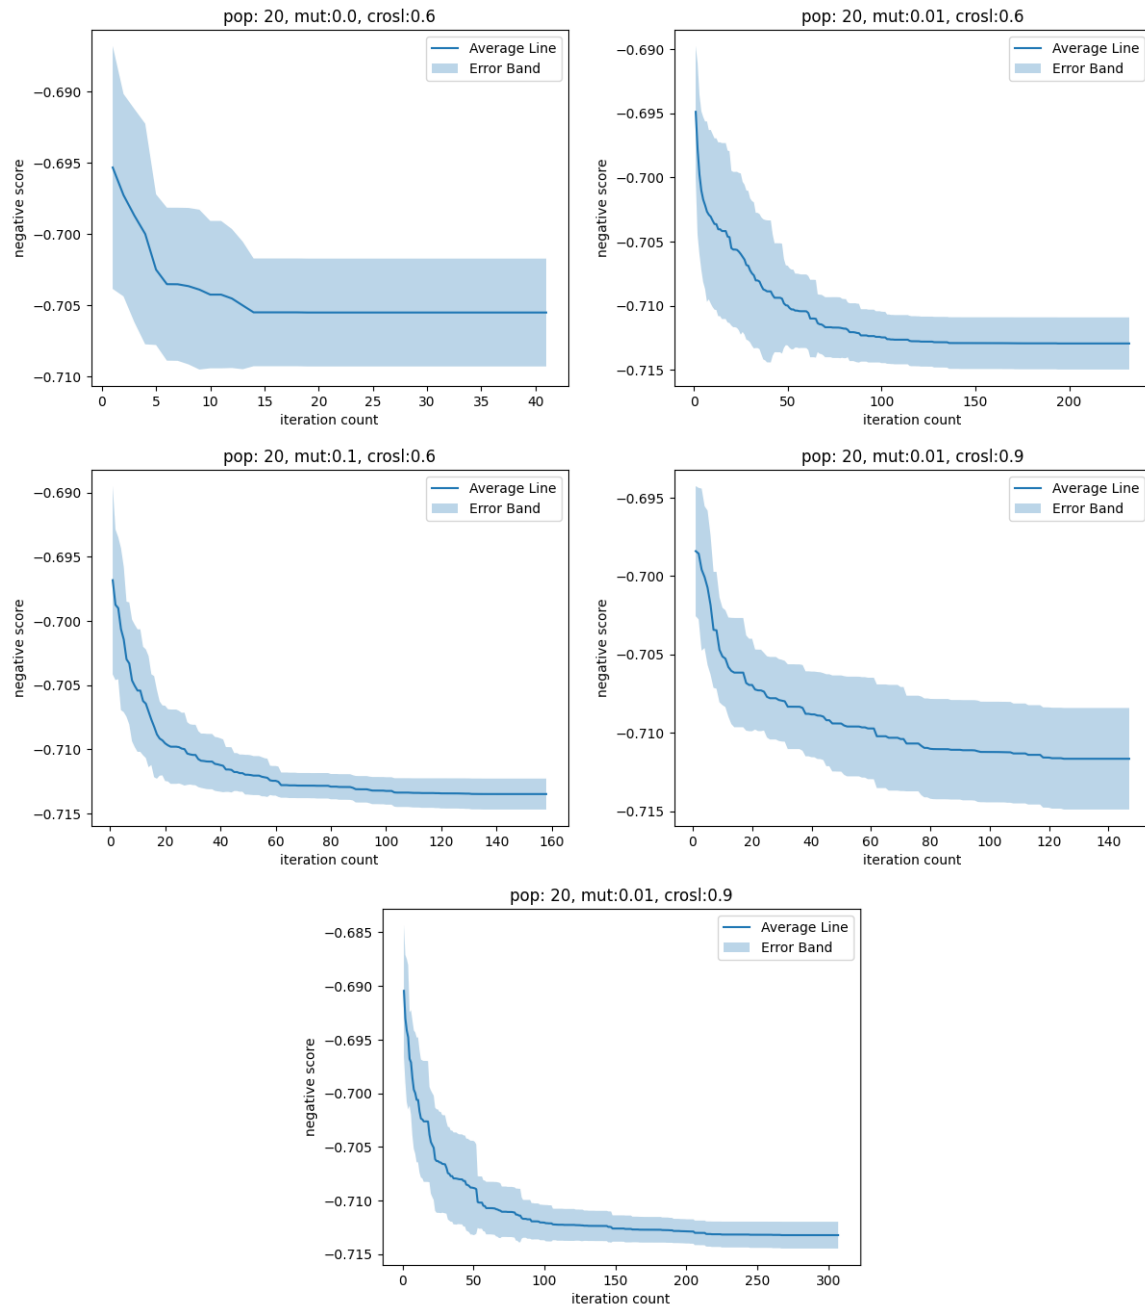 pop: 20, mut:0.0, crosl:0.6
Average Line
Error Band
negative score
−0.690
−0.695
−0.700
−0.705
−0.710
0 5 10 15 20 25 30 35 40
iteration count
pop: 20, mut:0.01, crosl:0.6
Average Line
Error Band
negative score
−0.690
−0.695
−0.700
−0.705
−0.710
−0.715
0 50 100 150 200
iteration count
pop: 20, mut:0.1, crosl:0.6
Average Line
Error Band
negative score
−0.690
−0.695
−0.700
−0.705
−0.710
−0.715
0 20 40 60 80 100 120 140 160
iteration count
pop: 20, mut:0.01, crosl:0.9
Average Line
Error Band
negative score
−0.695
−0.700
−0.705
−0.710
−0.715
0 20 40 60 80 100 120 140
iteration count
pop: 20, mut:0.01, crosl:0.9
Average Line
Error Band
negative score
−0.685
−0.690
−0.695
−0.700
−0.705
−0.710
−0.715
0 50 100 150 200 250 300
iteration count